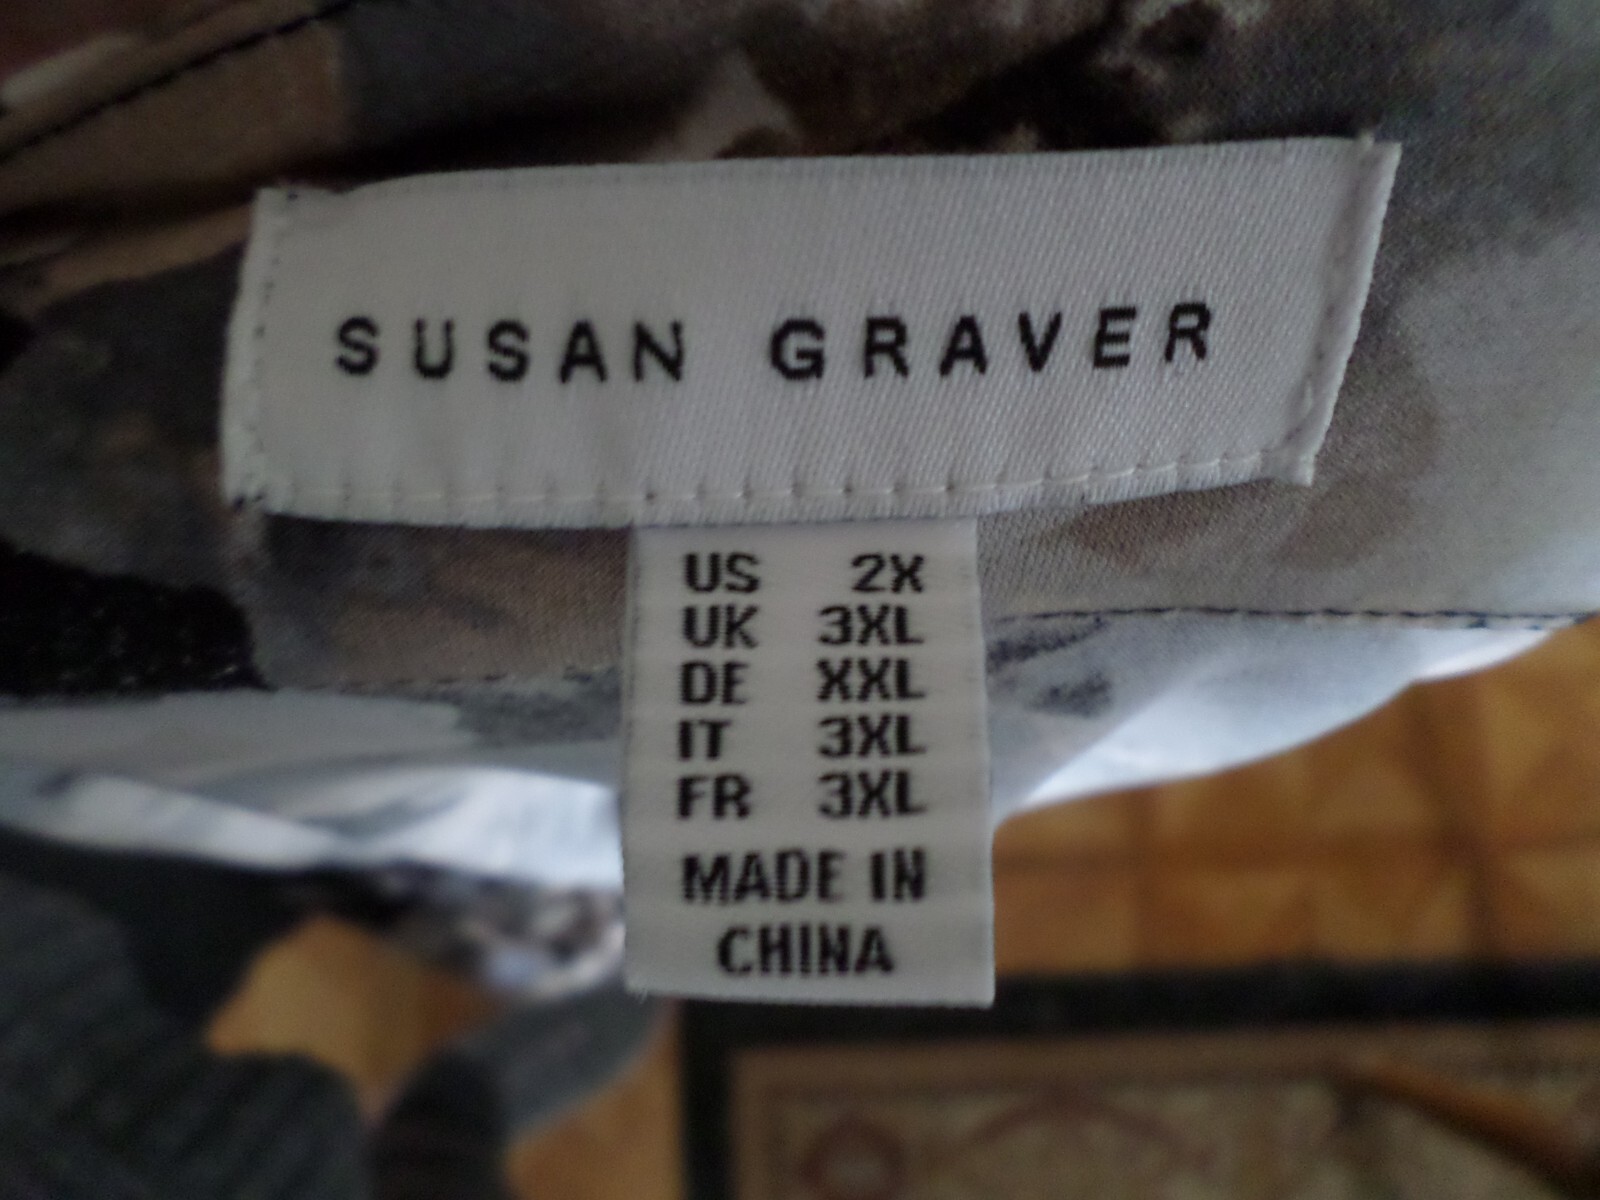 SUSAN GRAVER
US 2X
UK 3XL
DE XXL
IT 3XL
FR 3XL
MADE IN
CHINA